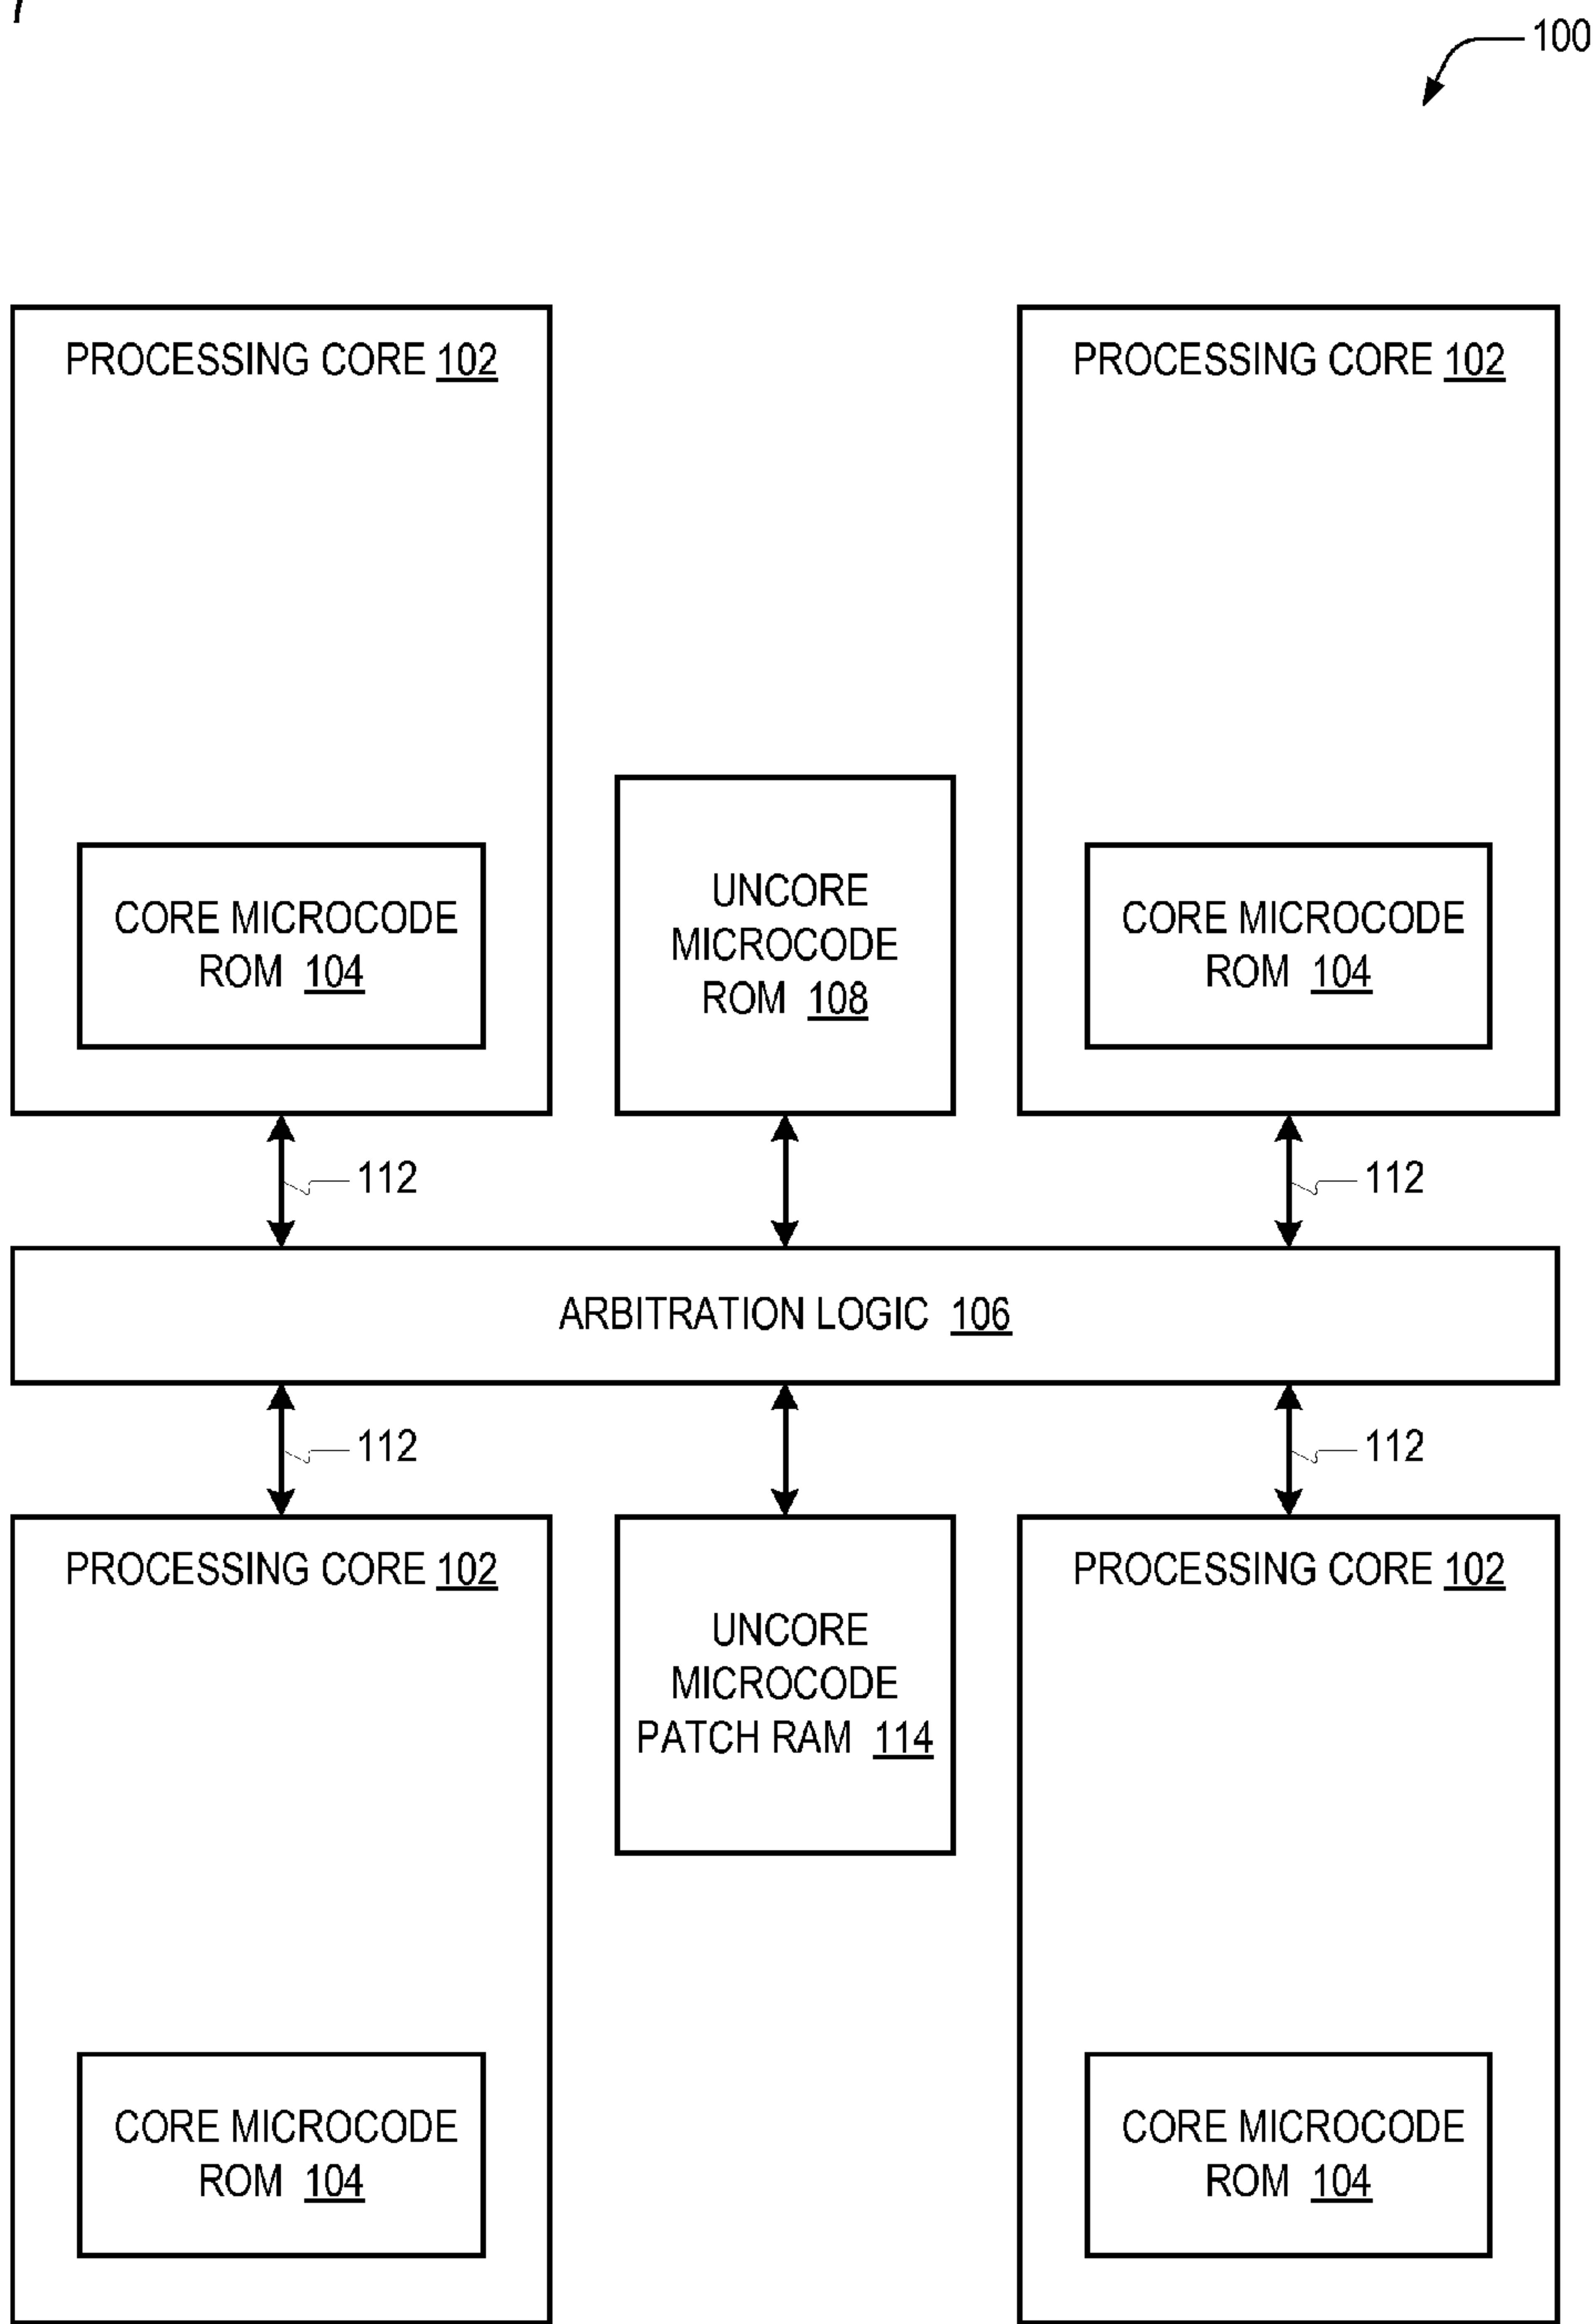 100
PROCESSING CORE 102
PROCESSING CORE 102
CORE MICROCODE
ROM 104
UNCORE
MICROCODE
ROM 108
CORE MICROCODE
ROM 104
112
112
ARBITRATION LOGIC 106
112
112
PROCESSING CORE 102
UNCORE
MICROCODE
PATCH RAM 114
PROCESSING CORE 102
CORE MICROCODE
ROM 104
CORE MICROCODE
ROM 104